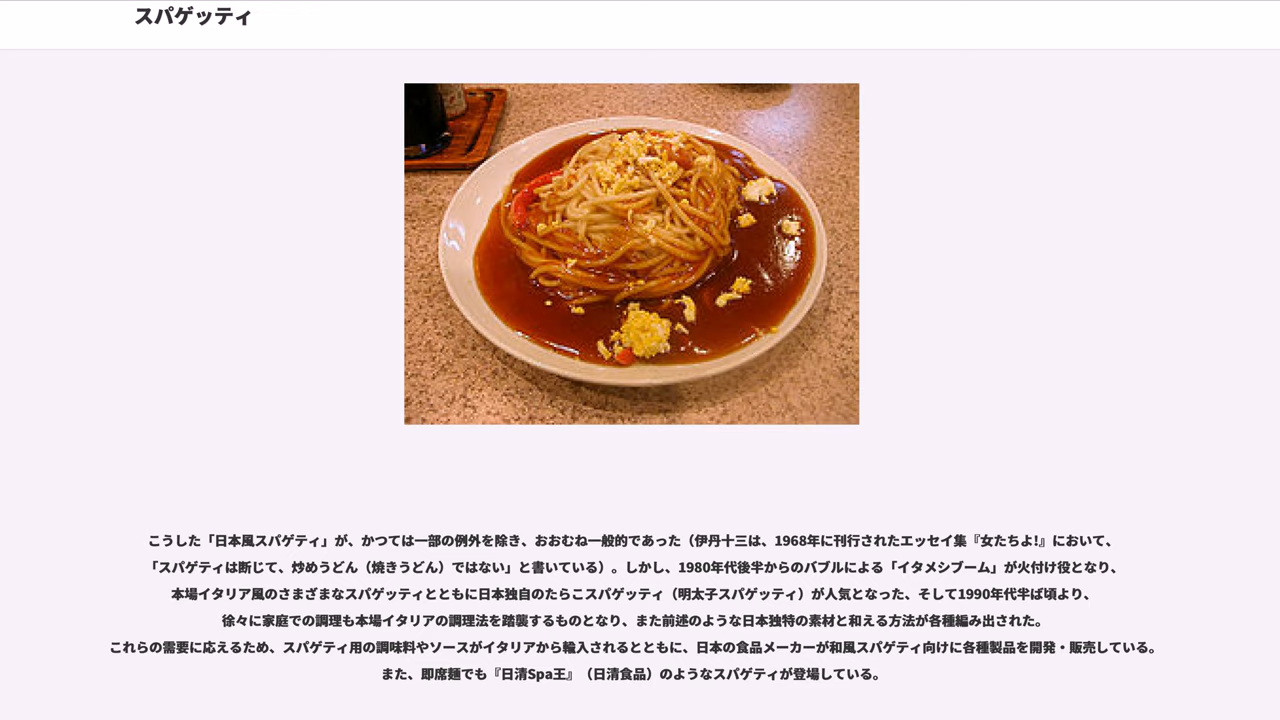 スパゲッティ
こうした「日本風スパゲティ」が、かつては一部の例外を除き、おおむね一般的であった（伊丹十三は、1968年に刊行されたエッセイ集『女たちよ!』において、
「スパゲティは断じて、炒めうどん（焼きうどん）ではない」と書いている）。しかし、1980年代後半からのバブルによる「イタメシブーム」が火付け役となり、
本場イタリア風のさまざまなスパゲッティとともに日本独自のたらこスパゲッティ（明太子スパゲッティ）が人気となった、そして1990年代半ば頃より、
徐々に家庭での調理も本場イタリアの調理法を踏襲するものとなり、また前述のような日本独特の素材と和える方法が各種編み出された。
これらの需要に応えるため、スパゲティ用の調味料やソースがイタリアから輸入されるとともに、日本の食品メーカーが和風スパゲティ向けに各種製品を開発・販売している。
また、即席麺でも『日清Spa王』（日清食品）のようなスパゲティが登場している。